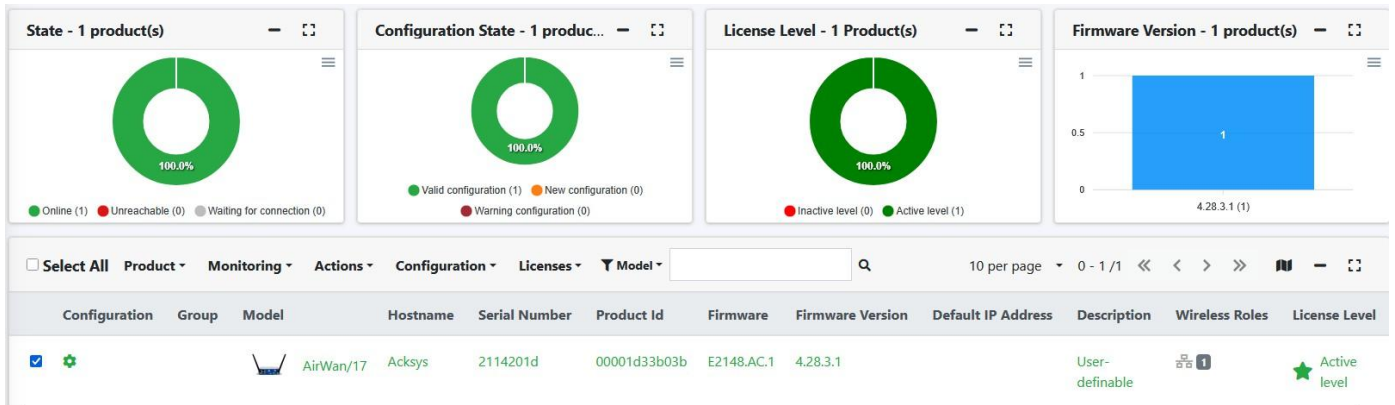 State - 1 product(s)
100.0%
Online (1) Unreachable (0) Waiting for connection (0)
Configuration State - 1 produc...
100.0%
Valid configuration (1) New configuration (0)
Warning configuration (0)
License Level - 1 Product(s)
100.0%
Inactive level (0) Active level (1)
Firmware Version - 1 product(s)
1
0.5
0
1
4.28.3.1 (1)
Select All Product Monitoring Actions Configuration Licenses Model 10 per page 0 - 1 /1
Configuration Group Model Hostname Serial Number Product Id Firmware Firmware Version Default IP Address Description Wireless Roles License Level
AirWan/17 Acksys 2114201d 00001d33b03b E2148.AC.1 4.28.3.1 User-
definable 1 Active
level